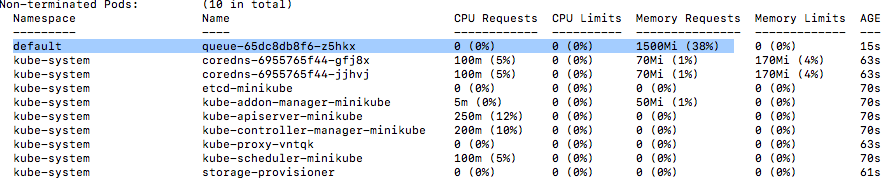 Non-terminated Pods: (10 in total)
Namespace Name CPU Requests CPU Limits Memory Requests Memory Limits AGE
--------- ---- ------------ ---------- --------------- ------------- ---
default queue-65dc8db8f6-z5hkx 0 (0%) 0 (0%) 1500Mi (38%) 0 (0%) 15s
kube-system coredns-6955765f44-gfj8x 100m (5%) 0 (0%) 70Mi (1%) 170Mi (4%) 63s
kube-system coredns-6955765f44-jjhvj 100m (5%) 0 (0%) 70Mi (1%) 170Mi (4%) 63s
kube-system etcd-minikube 0 (0%) 0 (0%) 0 (0%) 0 (0%) 70s
kube-system kube-addon-manager-minikube 5m (0%) 0 (0%) 50Mi (1%) 0 (0%) 70s
kube-system kube-apiserver-minikube 250m (12%) 0 (0%) 0 (0%) 0 (0%) 70s
kube-system kube-controller-manager-minikube 200m (10%) 0 (0%) 0 (0%) 0 (0%) 70s
kube-system kube-proxy-vntqk 0 (0%) 0 (0%) 0 (0%) 0 (0%) 63s
kube-system kube-scheduler-minikube 100m (5%) 0 (0%) 0 (0%) 0 (0%) 70s
kube-system storage-provisioner 0 (0%) 0 (0%) 0 (0%) 0 (0%) 61s